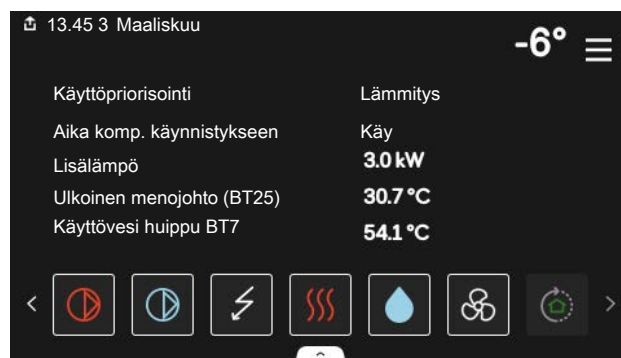 13.45 3 Maaliskuu
-6°
Käyttöpriorisointi Lämmitys
Aika komp. käynnistykseen Käy
Lisälämpö 3.0 kW
Ulkoinen menojohto (BT25) 30.7 °C
Käyttövesi huippu BT7 54.1 °C